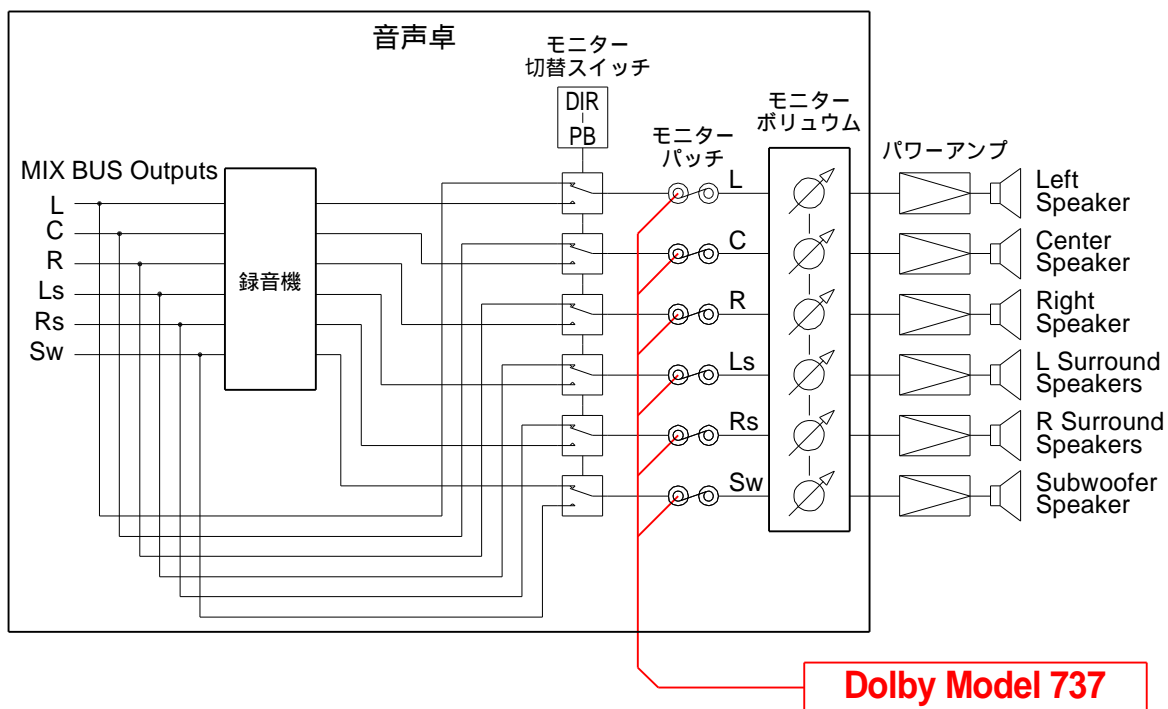 音声卓
モニター
切替スイッチ
DIR
PB
モニター
パッチ
モニター
ボリュウム
パワーアンプ
MIX BUS Outputs
L
C
R
Ls
Rs
Sw
録音機
L
C
R
Ls
Rs
Sw
Left
Speaker
Center
Speaker
Right
Speaker
L Surround
Speakers
R Surround
Speakers
Subwoofer
Speaker
Dolby Model 737